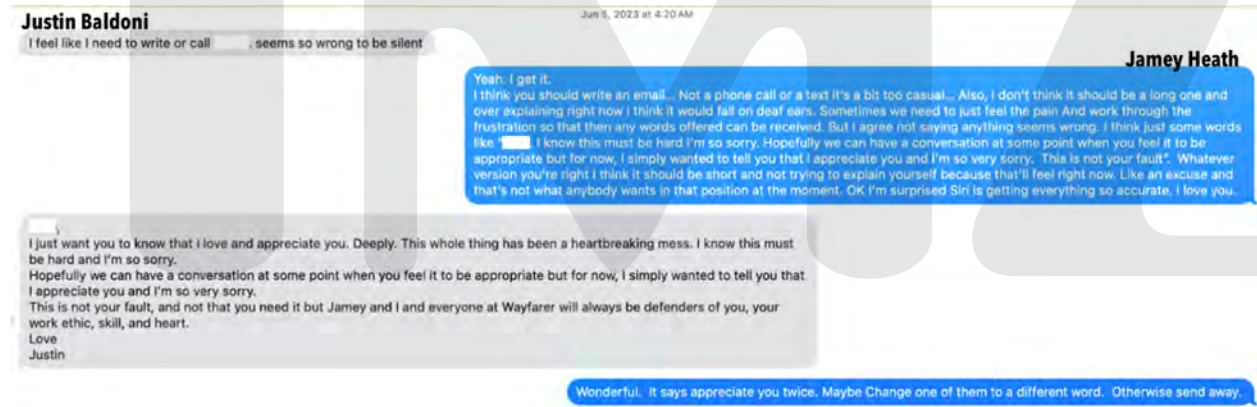 Jun 5, 2023 at 4:20 AM
Justin Baldoni
I feel like I need to write or call , seems so wrong to be silent
Jamey Heath
Yeah. I get it.
I think you should write an email... Not a phone call or a text it's a bit too casual... Also, I don't think it should be a long one and
over explaining right now i think it would fall on deaf ears. Sometimes we need to just feel the pain And work through the
frustration so that then any words offered can be received. But I agree not saying anything seems wrong. I think just some words
like " , I know this must be hard I'm so sorry. Hopefully we can have a conversation at some point when you feel it to be
appropriate but for now, I simply wanted to tell you that I appreciate you and I'm so very sorry. This is not your fault". Whatever
version you're right I think it should be short and not trying to explain yourself because that'll feel right now. Like an excuse and
that's not what anybody wants in that position at the moment. OK I'm surprised Siri is getting everything so accurate. I love you.
,
I just want you to know that i love and appreciate you. Deeply. This whole thing has been a heartbreaking mess. I know this must
be hard and I'm so sorry.
Hopefully we can have a conversation at some point when you feel it to be appropriate but for now, I simply wanted to tell you that
I appreciate you and I'm so very sorry.
This is not your fault, and not that you need it but Jamey and I and everyone at Wayfarer will always be defenders of you, your
work ethic, skill, and heart.
Love
Justin
Wonderful. It says appreciate you twice. Maybe Change one of them to a different word. Otherwise send away.
TMZ